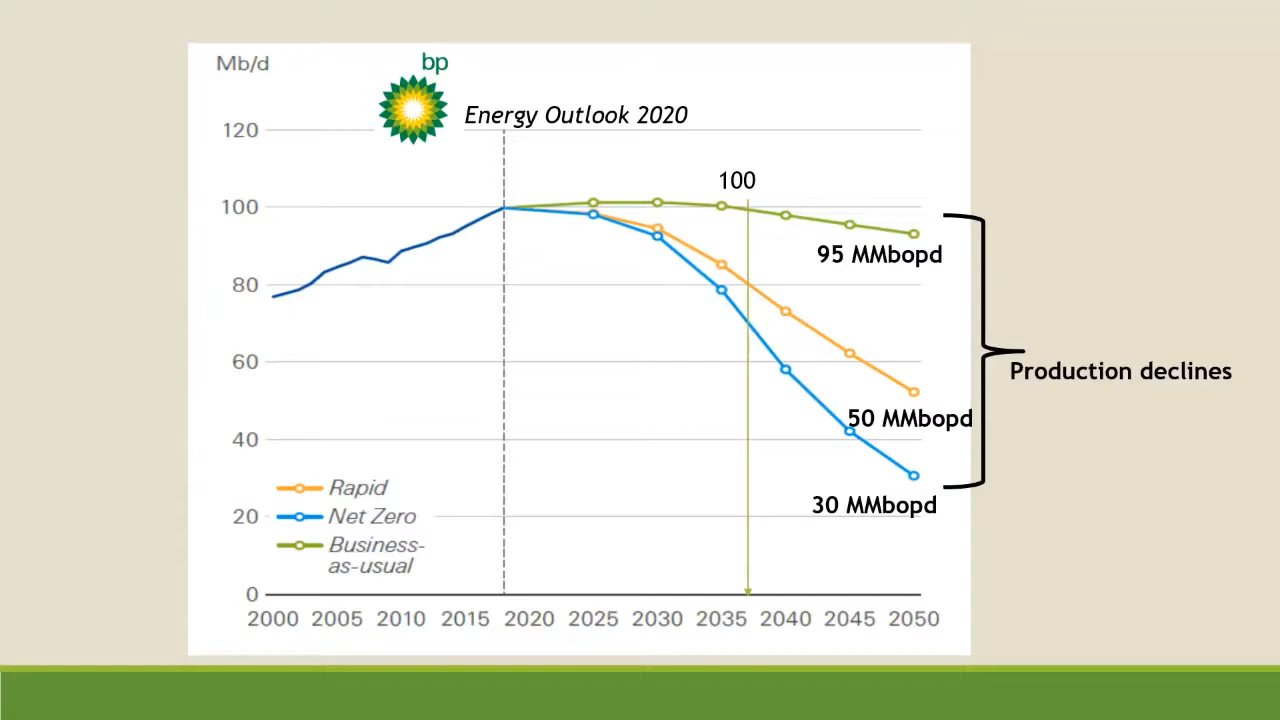 Mb/d
bp
Energy Outlook 2020
120
100
100
80
60
40
20
0
95 MMbopd
Production declines
50 MMbopd
30 MMbopd
Rapid
Net Zero
Business-
as-usual
2000 2005 2010 2015 2020 2025 2030 2035 2040 2045 2050